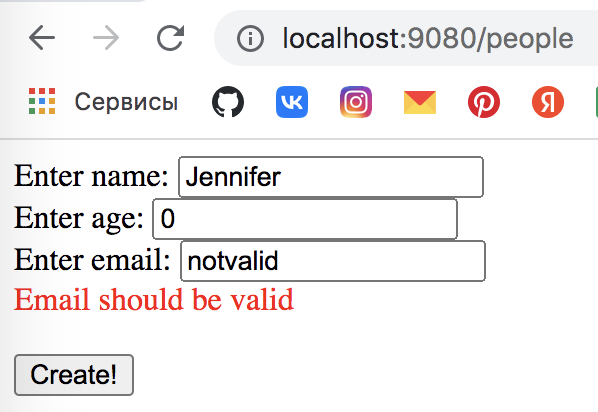 localhost:9080/people
Сервисы
Enter name: Jennifer
Enter age: 0
Enter email: notvalid
Email should be valid
Create!